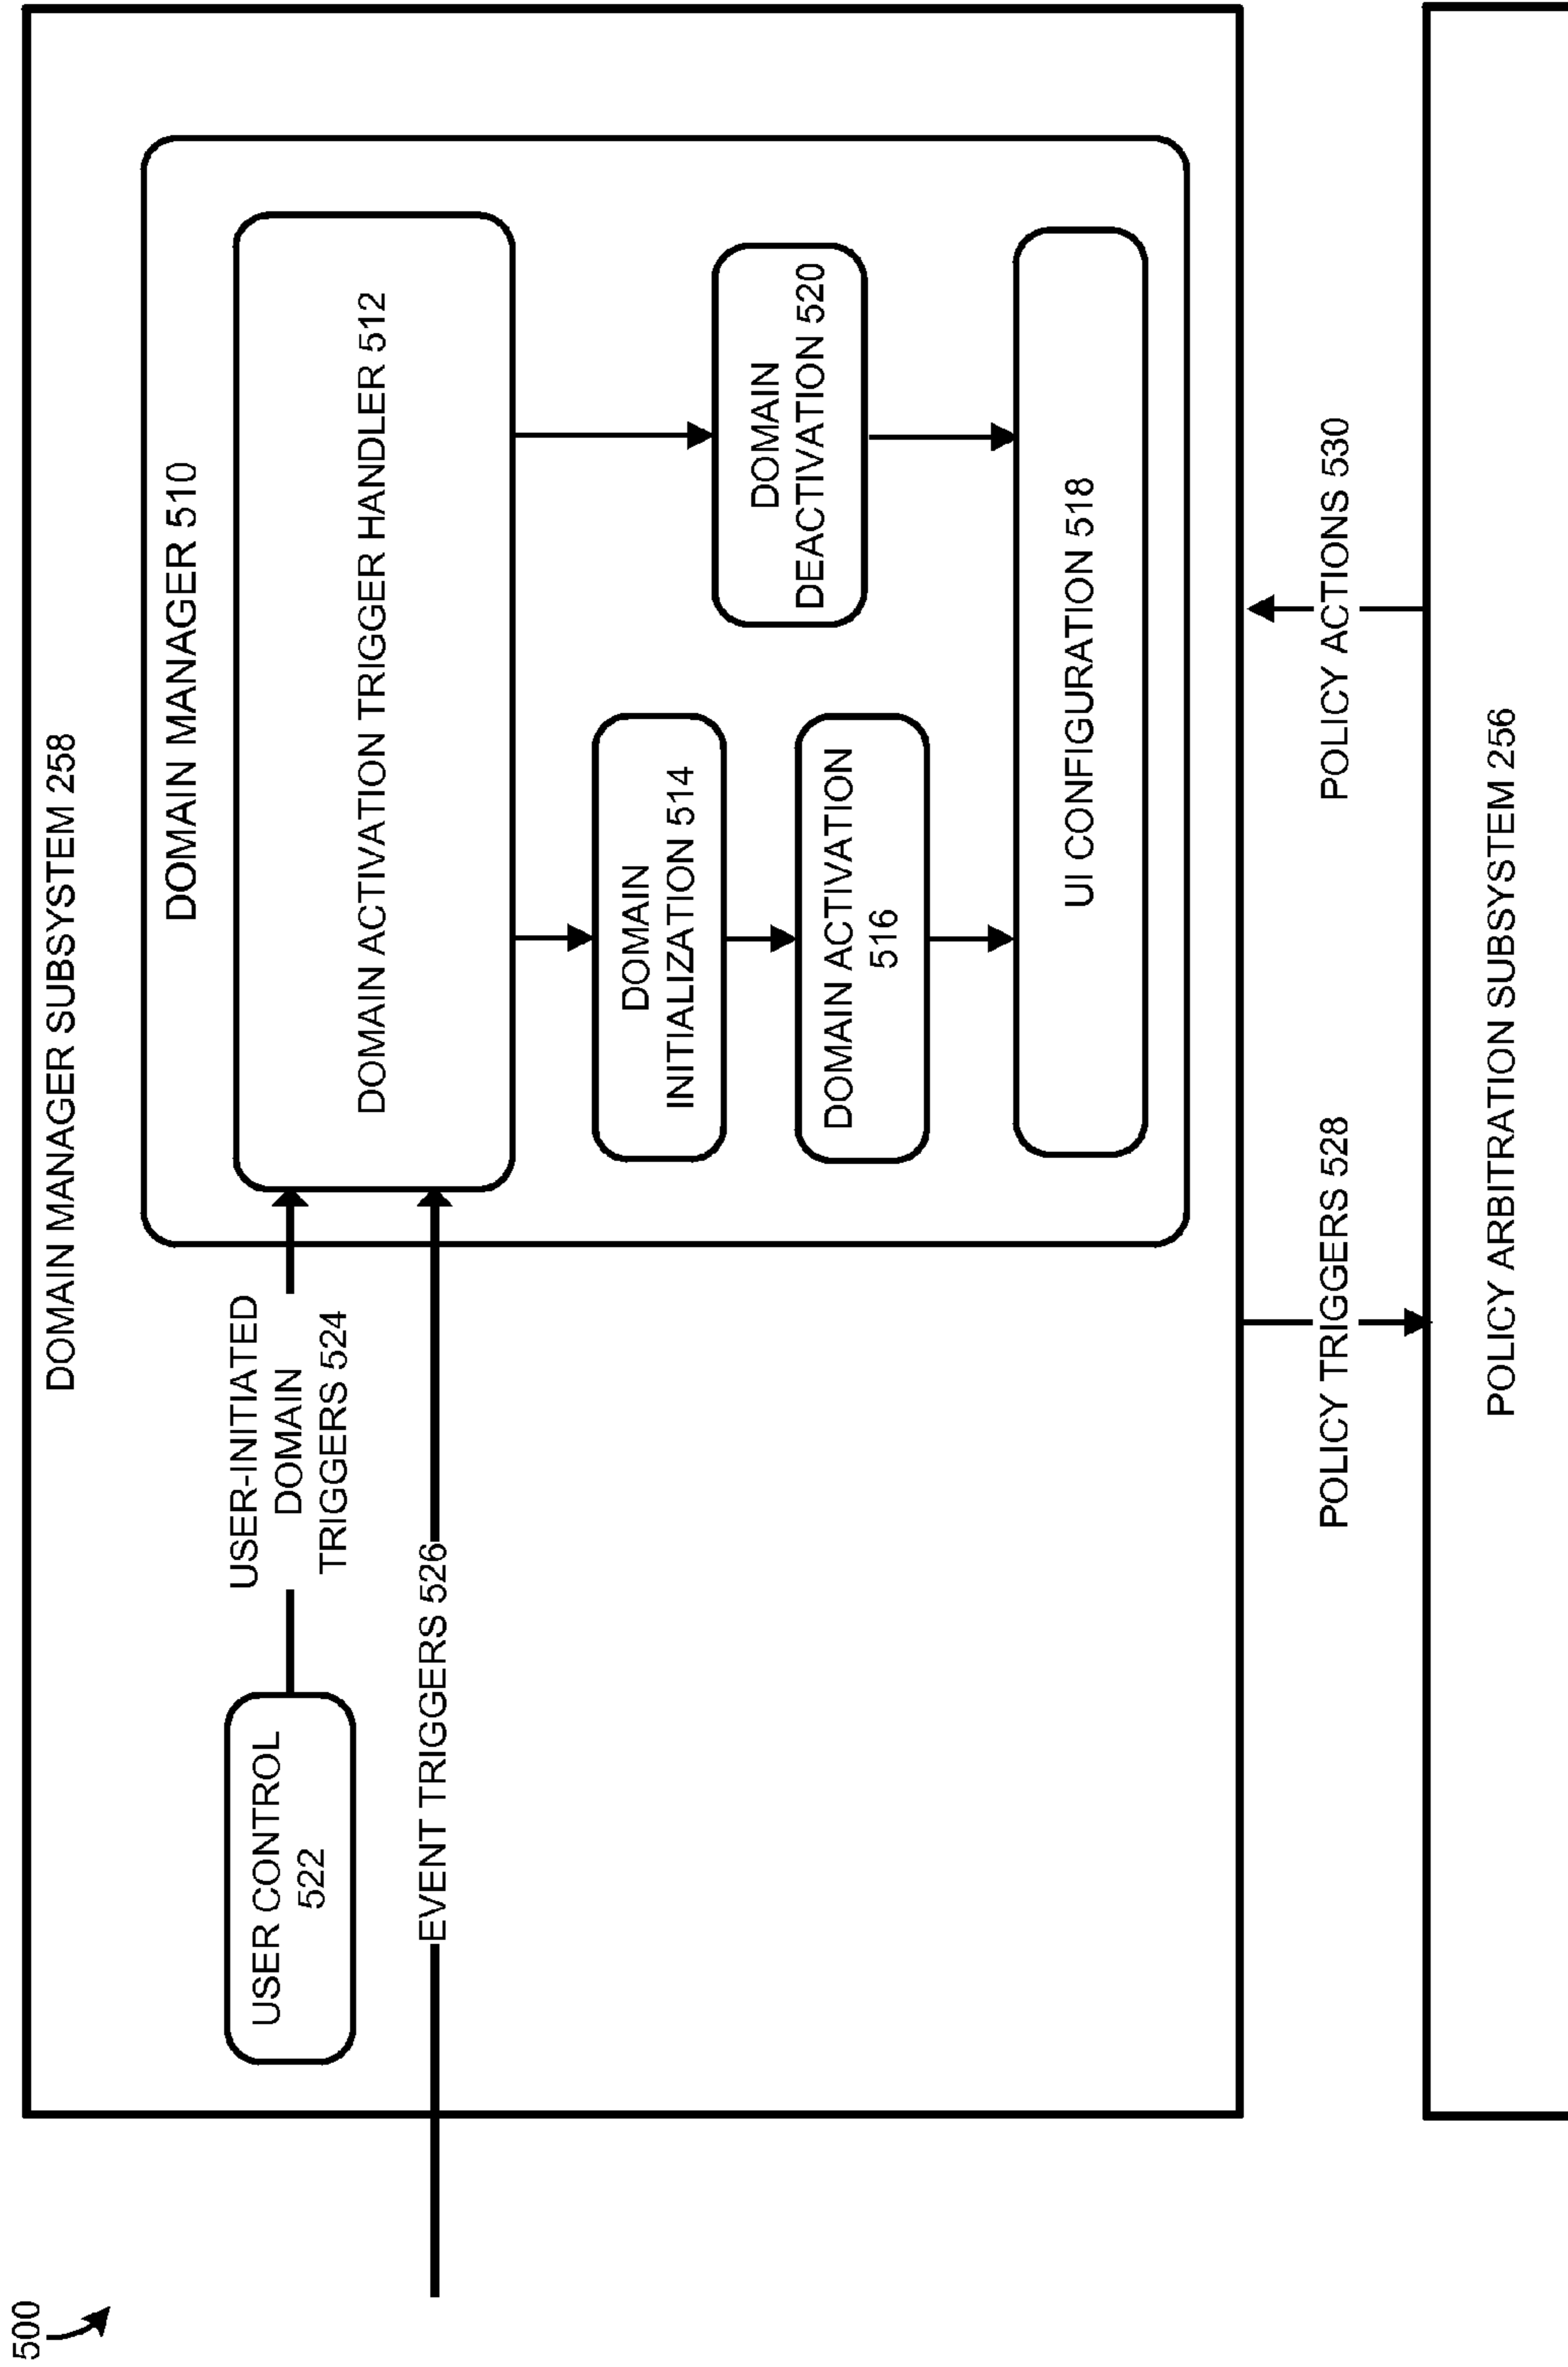 500
DOMAIN MANAGER SUBSYSTEM 258
DOMAIN MANAGER 510
USER CONTROL
522
USER-INITIATED
DOMAIN
TRIGGERS 524
EVENT TRIGGERS 526
DOMAIN ACTIVATION TRIGGER HANDLER 512
DOMAIN
INITIALIZATION 514
DOMAIN ACTIVATION
516
DOMAIN
DEACTIVATION 520
UI CONFIGURATION 518
POLICY TRIGGERS 528
POLICY ACTIONS 530
POLICY ARBITRATION SUBSYSTEM 256